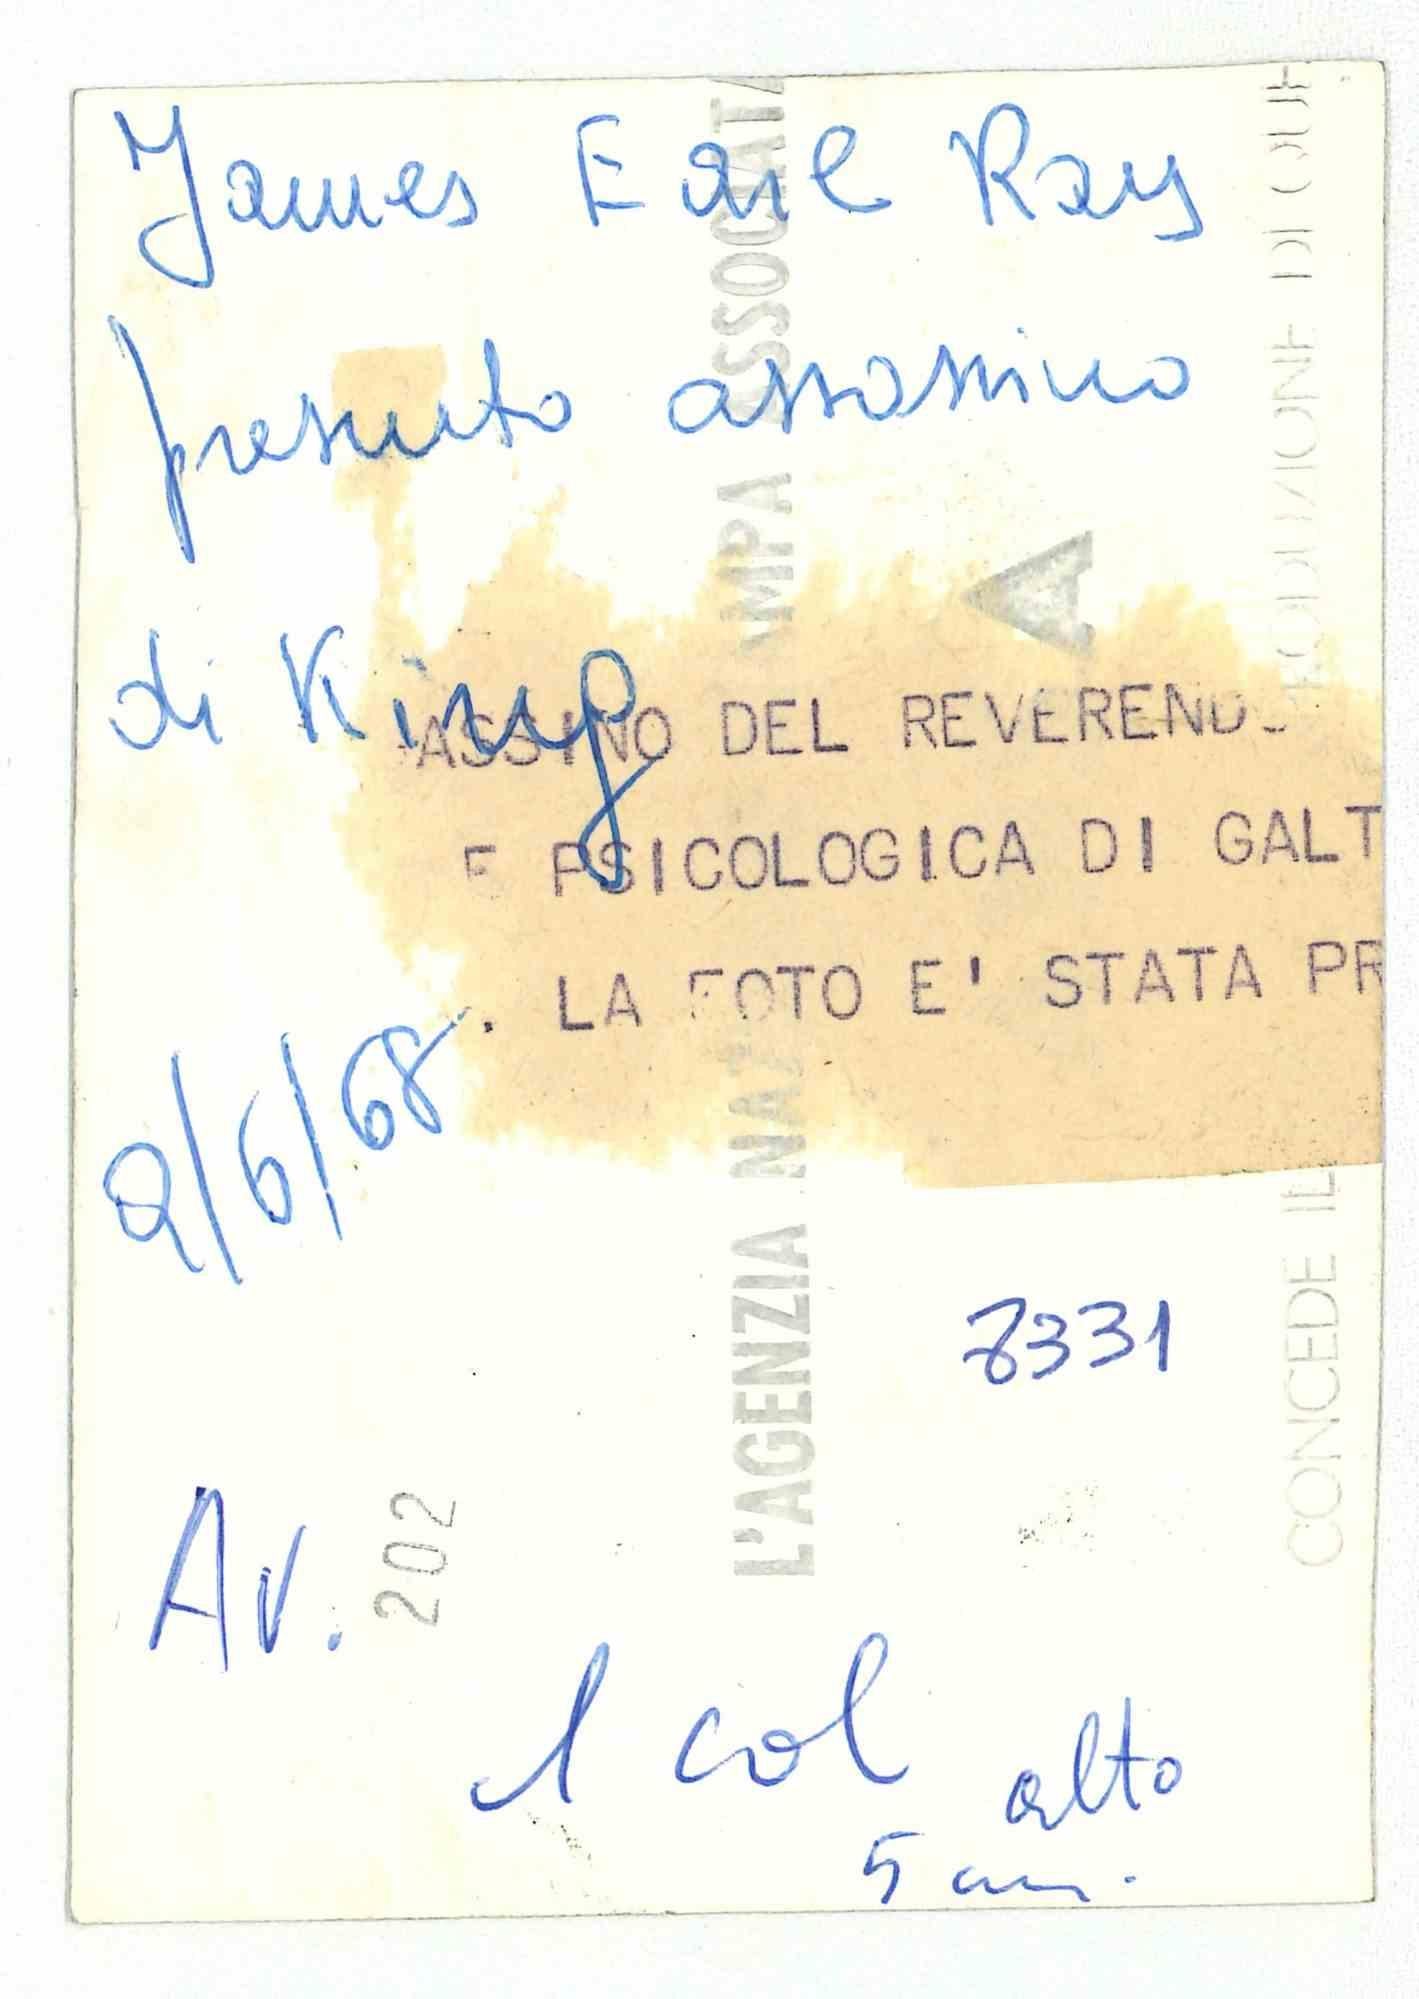 James Earl Ray
presunto assassino
di King
ASSINO DEL REVEREND
E PSICOLOGICA DI GALT
. LA FOTO E' STATA PR
9/6/68
8331
Av.
202
1 col alto
5 cm.
L'AGENZIA NAZ
MPA ASSOCIATA
A
CONCEDE IL
RODUZIONE DI QUE